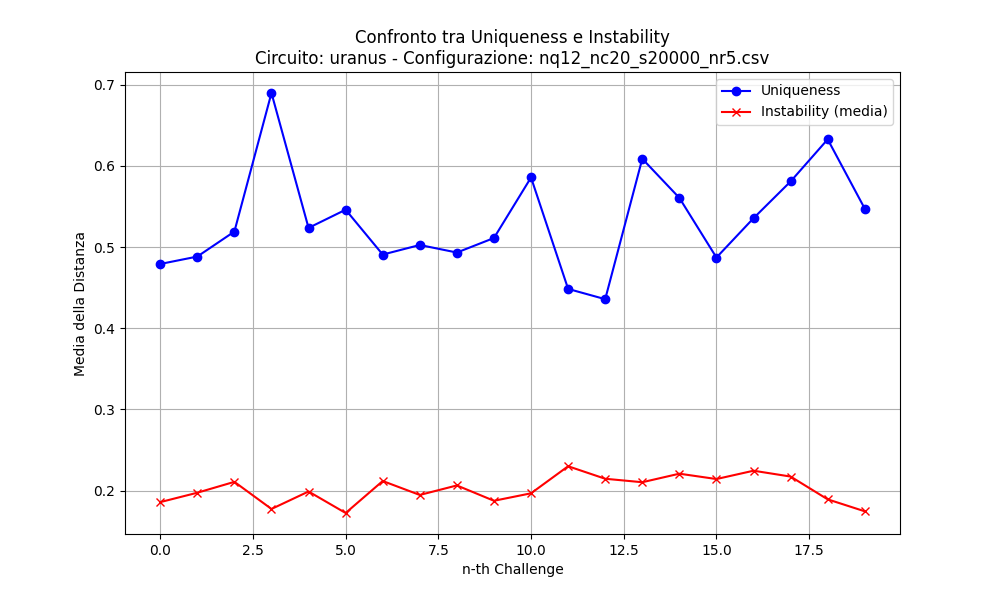 Confronto tra Uniqueness e Instability
Circuito: uranus - Configurazione: nq12_nc20_s20000_nr5.csv
Uniqueness
Instability (media)
Media della Distanza
0.7
0.6
0.5
0.4
0.3
0.2
0.0
2.5
5.0
7.5
10.0
12.5
15.0
17.5
n-th Challenge